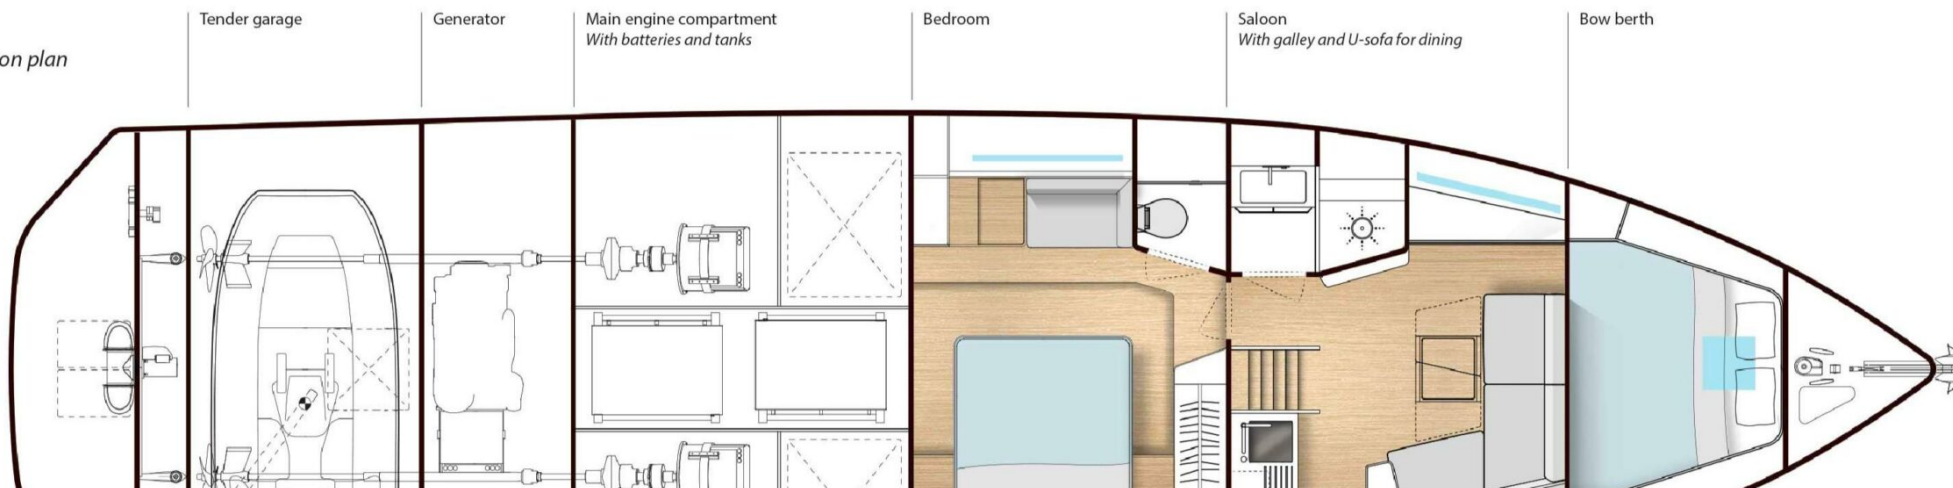 on plan
Tender garage
Generator
Main engine compartment
With batteries and tanks
Bedroom
Saloon
With galley and U-sofa for dining
Bow berth